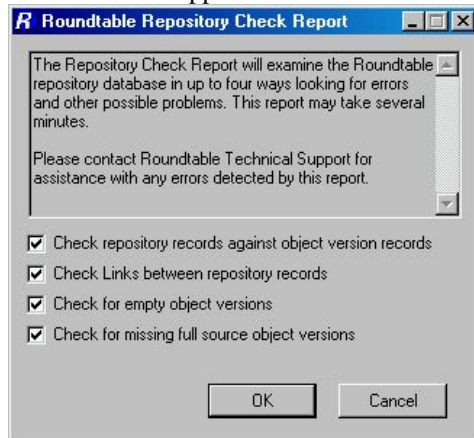 Roundtable Repository Check Report
The Repository Check Report will examine the Roundtable
repository database in up to four ways looking for errors
and other possible problems. This report may take several
minutes.
Please contact Roundtable Technical Support for
assistance with any errors detected by this report.
Check repository records against object version records
Check Links between repository records
Check for empty object versions
Check for missing full source object versions
OK
Cancel